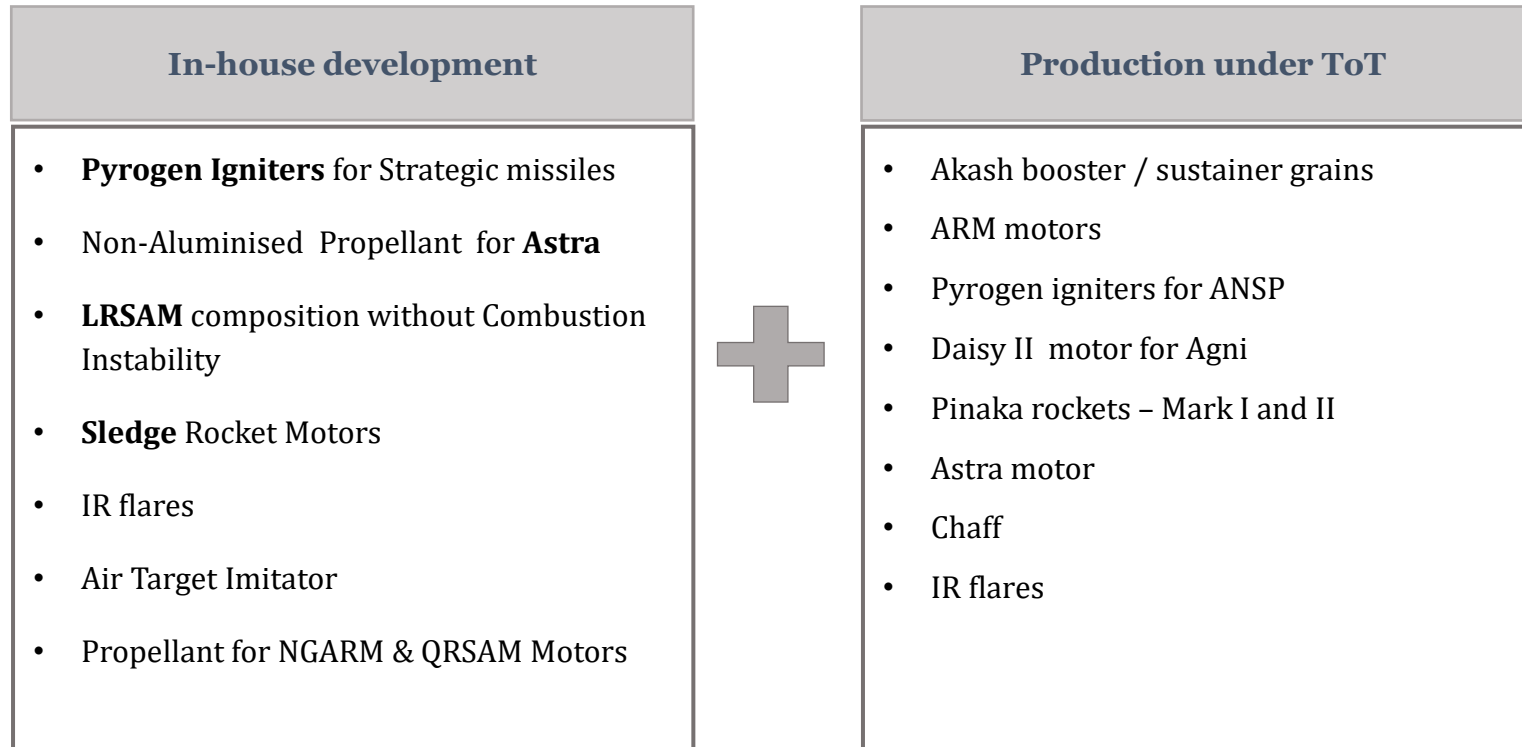 In-house development
• Pyrogen Igniters for Strategic missiles
• Non-Aluminised Propellant for Astra
• LRSAM composition without Combustion
Instability
• Sledge Rocket Motors
• IR flares
• Air Target Imitator
• Propellant for NGARM & QRSAM Motors
Production under ToT
• Akash booster / sustainer grains
• ARM motors
• Pyrogen igniters for ANSP
• Daisy II motor for Agni
• Pinaka rockets – Mark I and II
• Astra motor
• Chaff
• IR flares